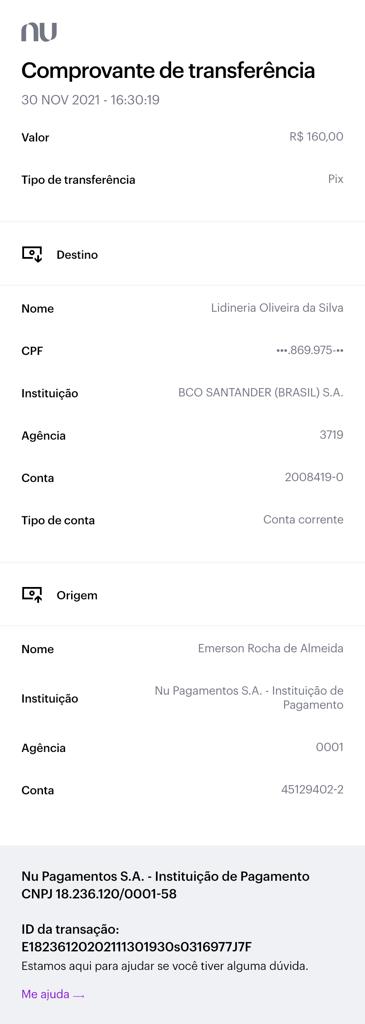 nu
Comprovante de transferência
30 NOV 2021 - 16:30:19
Valor R$ 160,00
Tipo de transferência Pix
Destino
Nome Lidineria Oliveira da Silva
CPF •••.869.975-••
Instituição BCO SANTANDER (BRASIL) S.A.
Agência 3719
Conta 2008419-0
Tipo de conta Conta corrente
Origem
Nome Emerson Rocha de Almeida
Instituição Nu Pagamentos S.A. - Instituição de
Pagamento
Agência 0001
Conta 45129402-2
Nu Pagamentos S.A. - Instituição de Pagamento
CNPJ 18.236.120/0001-58
ID da transação:
E18236120202111301930s0316977J7F
Estamos aqui para ajudar se você tiver alguma dúvida.
Me ajuda →